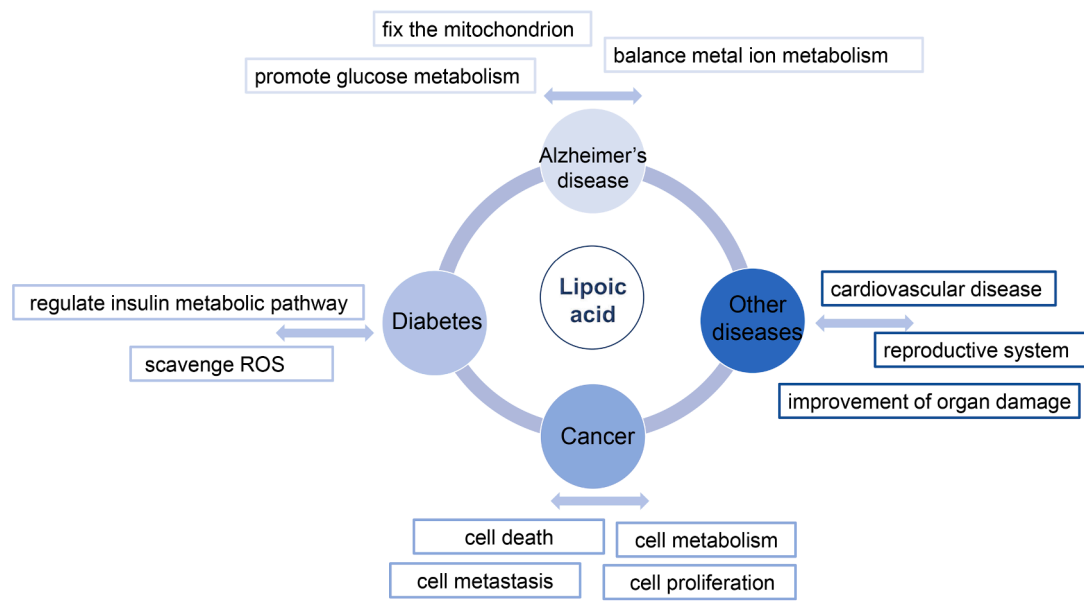 fix the mitochondrion
balance metal ion metabolism
promote glucose metabolism
Alzheimer’s
disease
Lipoic
acid
regulate insulin metabolic pathway
scavenge ROS
Diabetes
Other
diseases
cardiovascular disease
reproductive system
improvement of organ damage
Cancer
cell death
cell metabolism
cell metastasis
cell proliferation